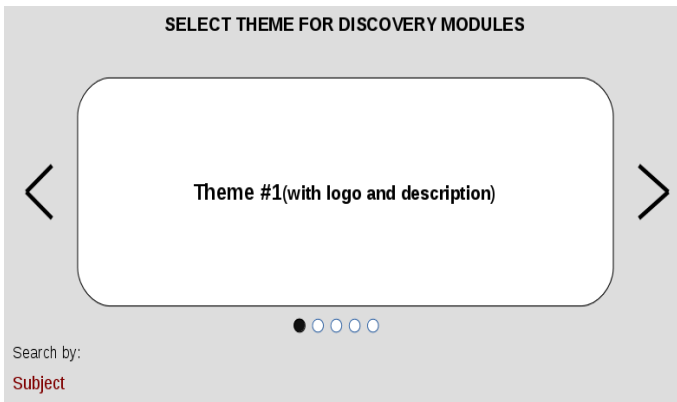 SELECT THEME FOR DISCOVERY MODULES
Theme #1(with logo and description)
Search by:
Subject